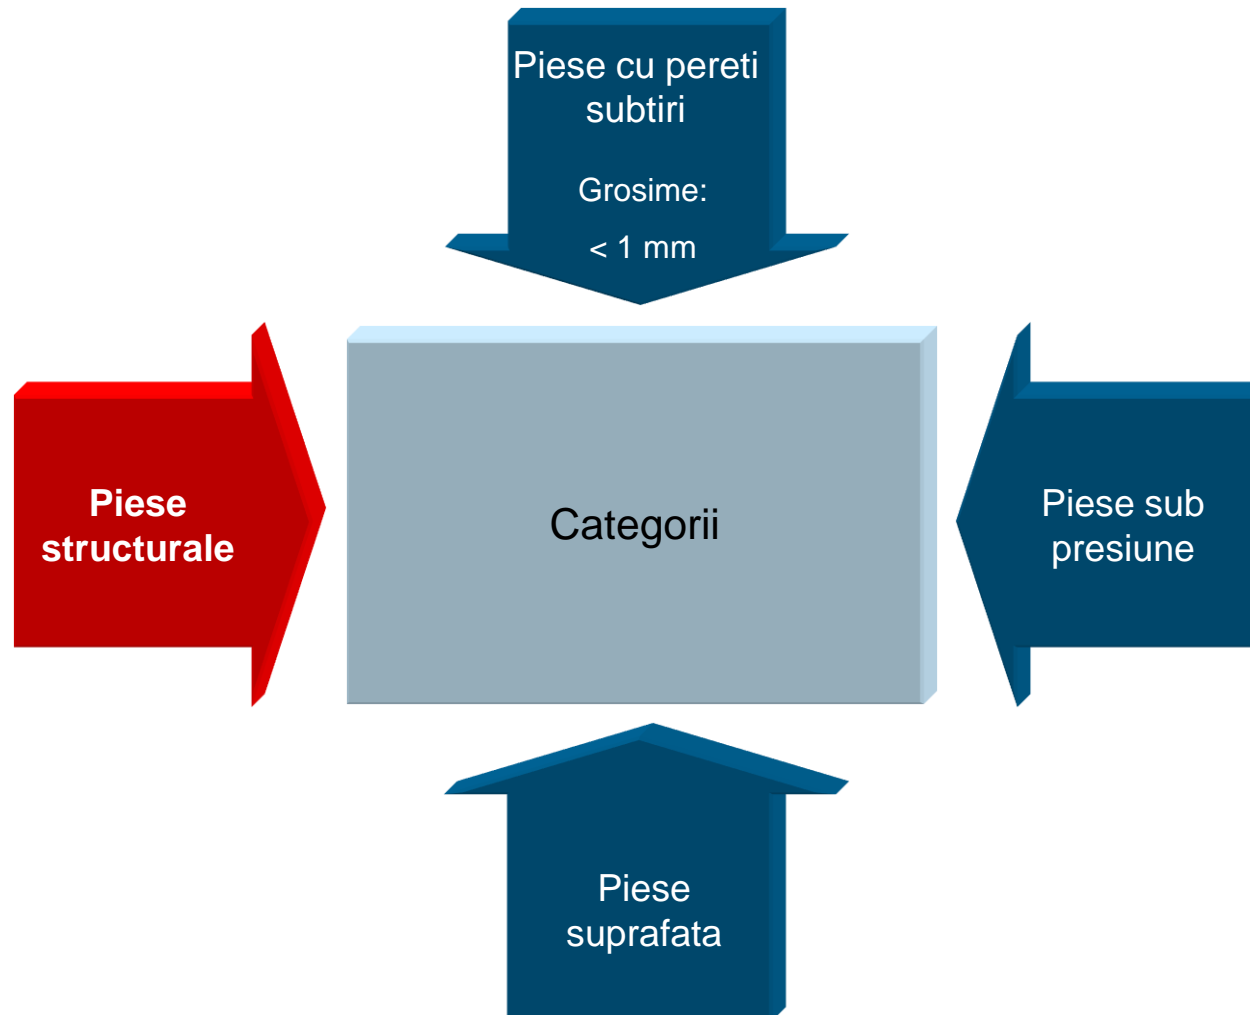 Piese cu pereti
subtiri
Grosime:
< 1 mm
Piese
structurale
Categorii
Piese sub
presiune
Piese
suprafata